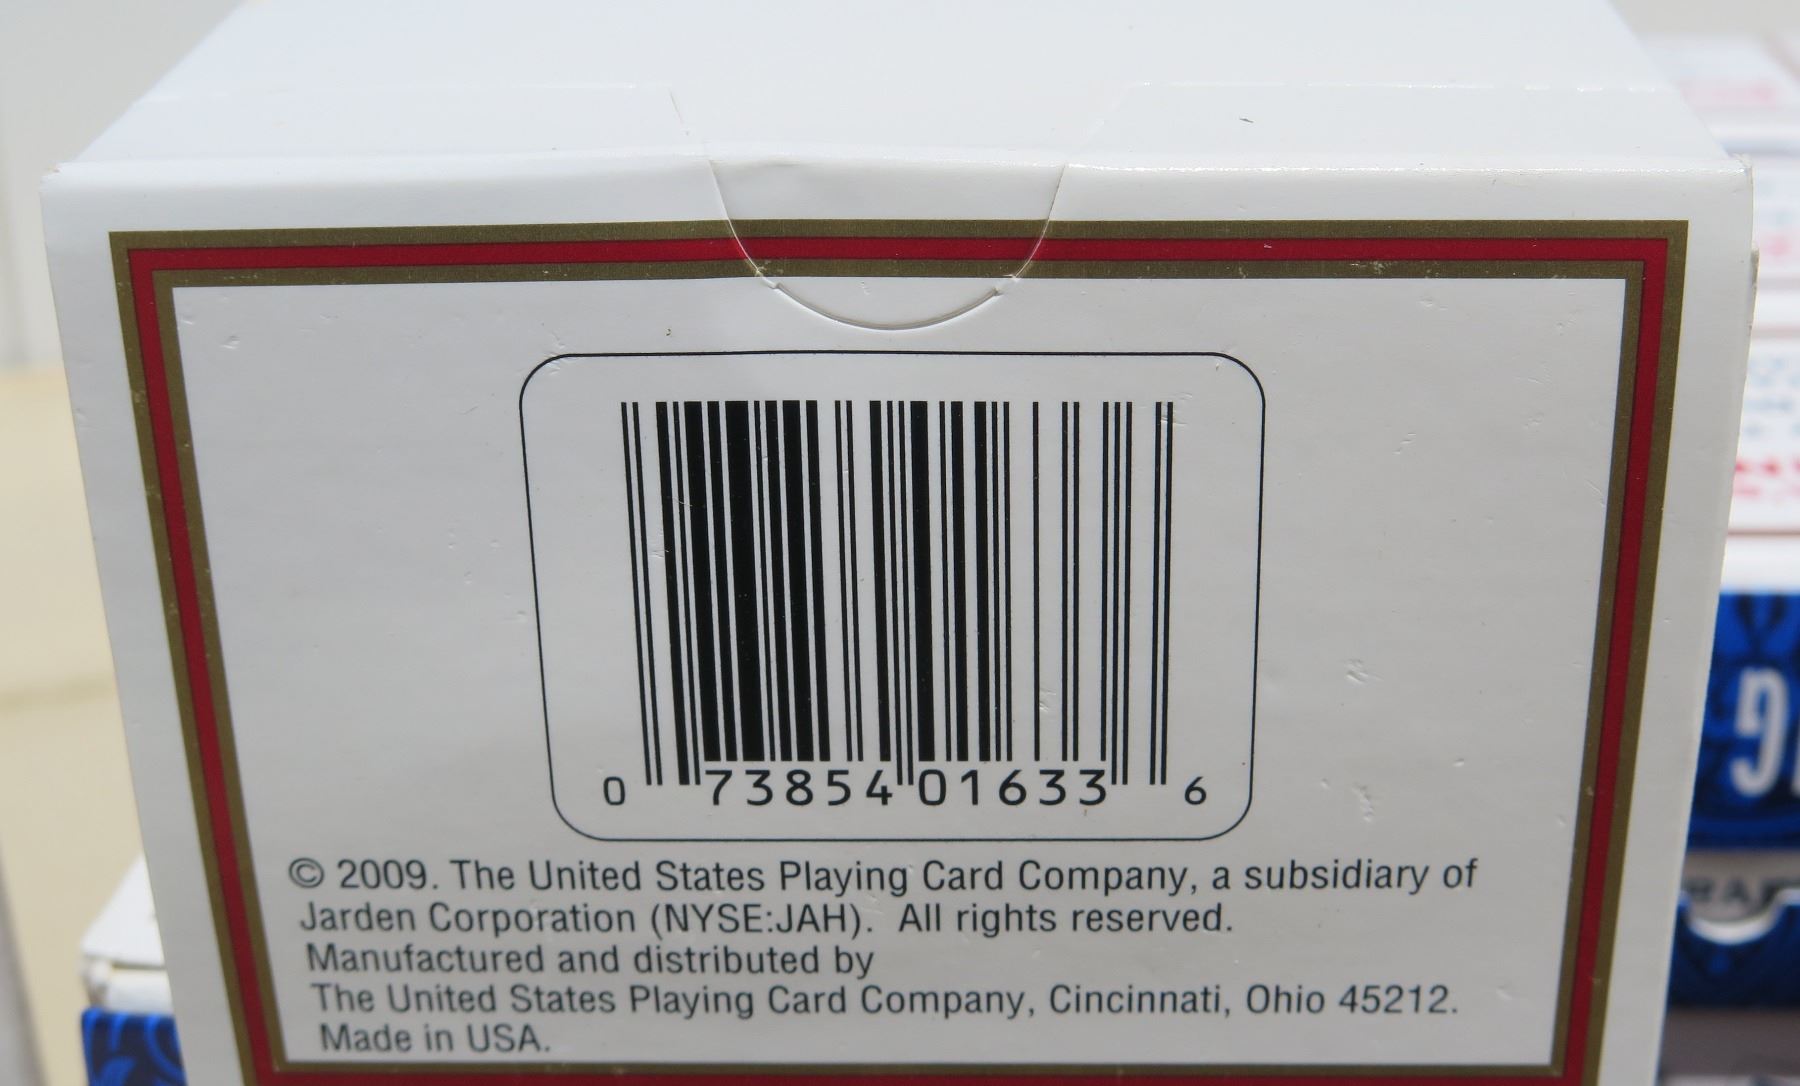 0 73854 01633 6
© 2009. The United States Playing Card Company, a subsidiary of
Jarden Corporation (NYSE:JAH). All rights reserved.
Manufactured and distributed by
The United States Playing Card Company, Cincinnati, Ohio 45212.
Made in USA.